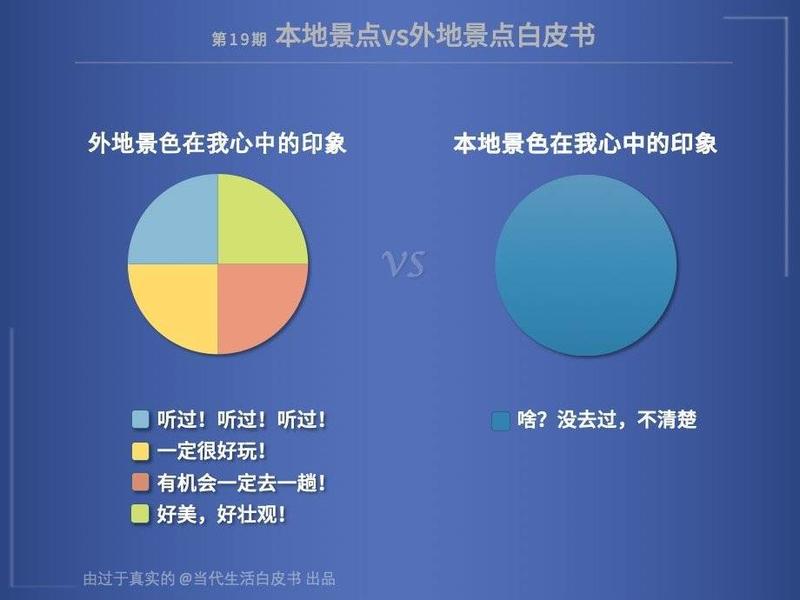 第19期 本地景点vs外地景点白皮书
外地景色在我心中的印象
本地景色在我心中的印象
vs
听过！听过！听过！
一定很好玩！
有机会一定去一趟！
好美，好壮观！
啥？没去过，不清楚
由过于真实的 @当代生活白皮书 出品